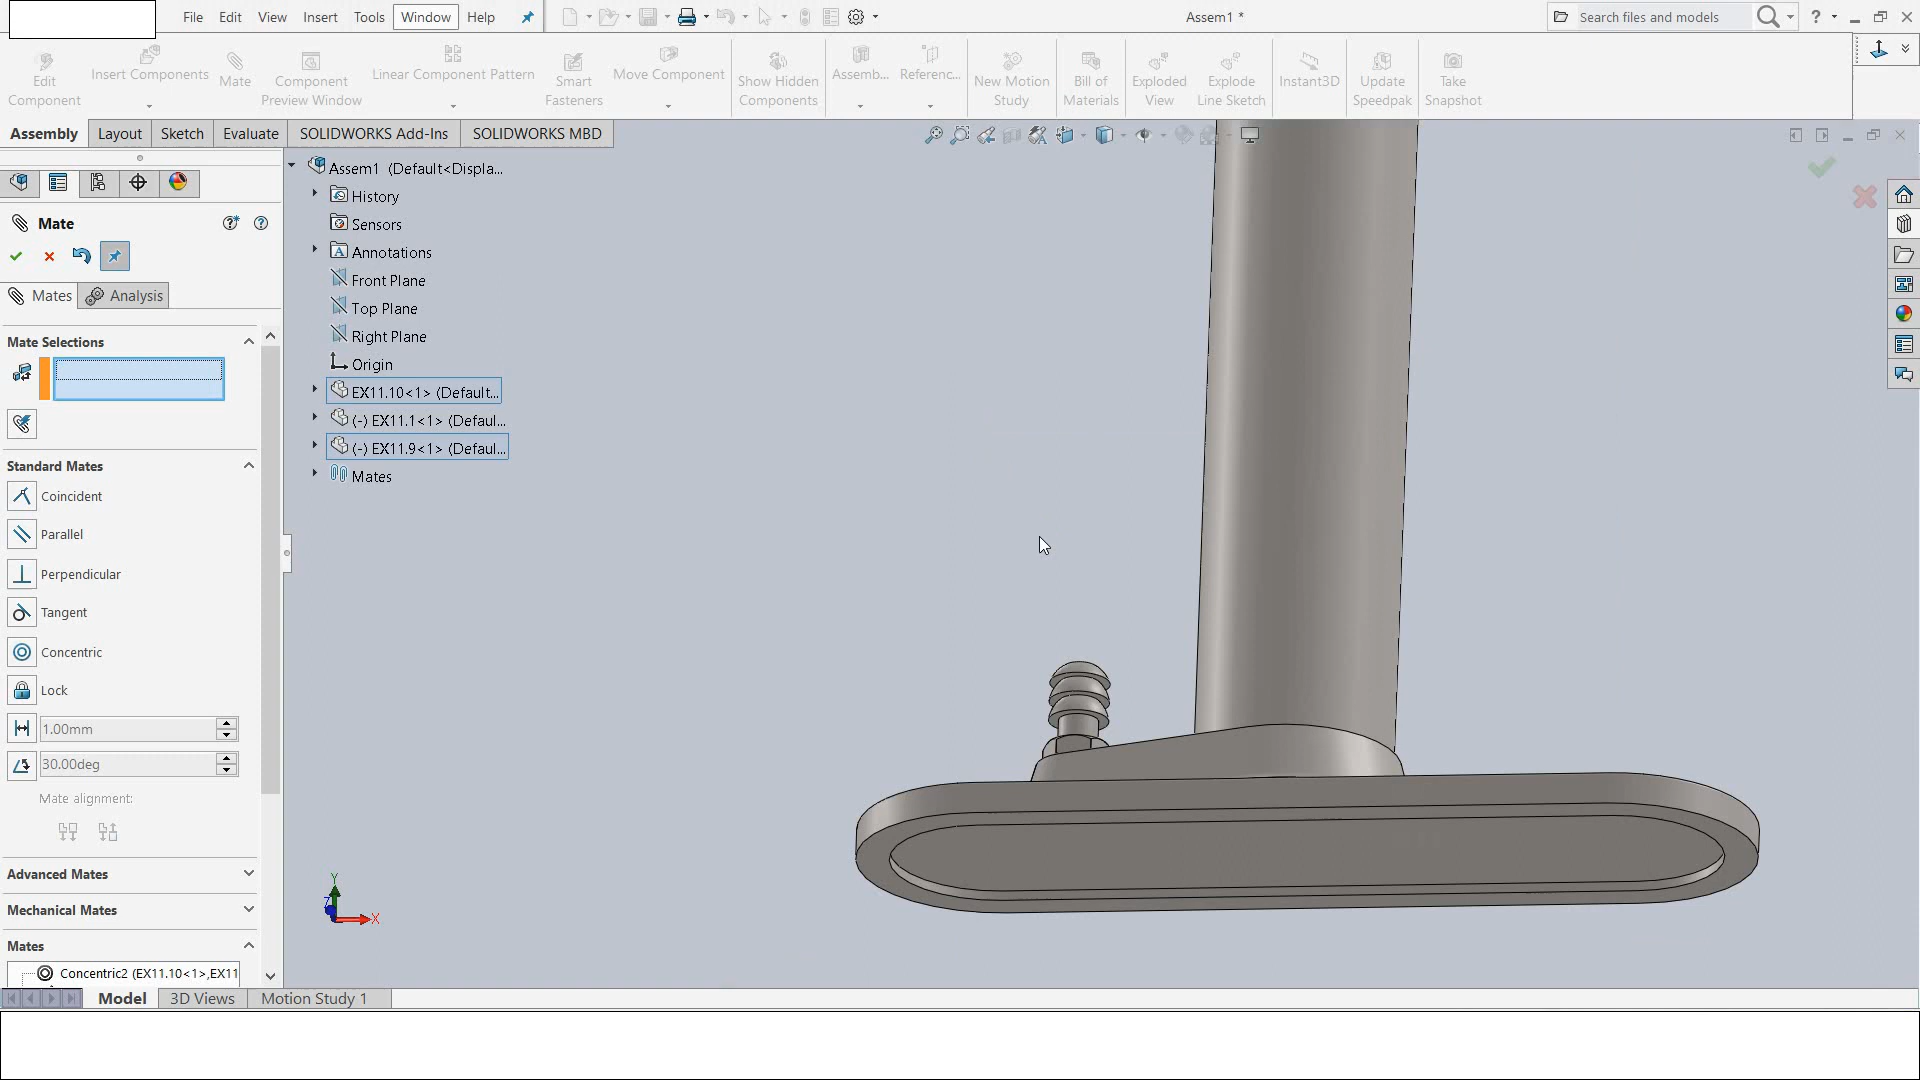 File Edit View Insert Tools Window Help
Assem1 *
Search files and models
?
Edit Component
Insert Components
Mate
Component Preview Window
Linear Component Pattern
Smart Fasteners
Move Component
Show Hidden Components
Assemb...
Referenc...
New Motion Study
Bill of Materials
Exploded View
Explode Line Sketch
Instant3D
Update Speedpak
Take Snapshot
Assembly Layout Sketch Evaluate SOLIDWORKS Add-Ins SOLIDWORKS MBD
Mate
Mates Analysis
Mate Selections
Standard Mates
Coincident
Parallel
Perpendicular
Tangent
Concentric
Lock
1.00mm
30.00deg
Mate alignment:
Advanced Mates
Mechanical Mates
Mates
Concentric2 (EX11.10<1>,EX11
Assem1 (Default<Displa...
History
Sensors
Annotations
Front Plane
Top Plane
Right Plane
Origin
EX11.10<1> (Default...
(-) EX11.1<1> (Defaul...
(-) EX11.9<1> (Defaul...
Mates
Y
Z
X
Model 3D Views Motion Study 1